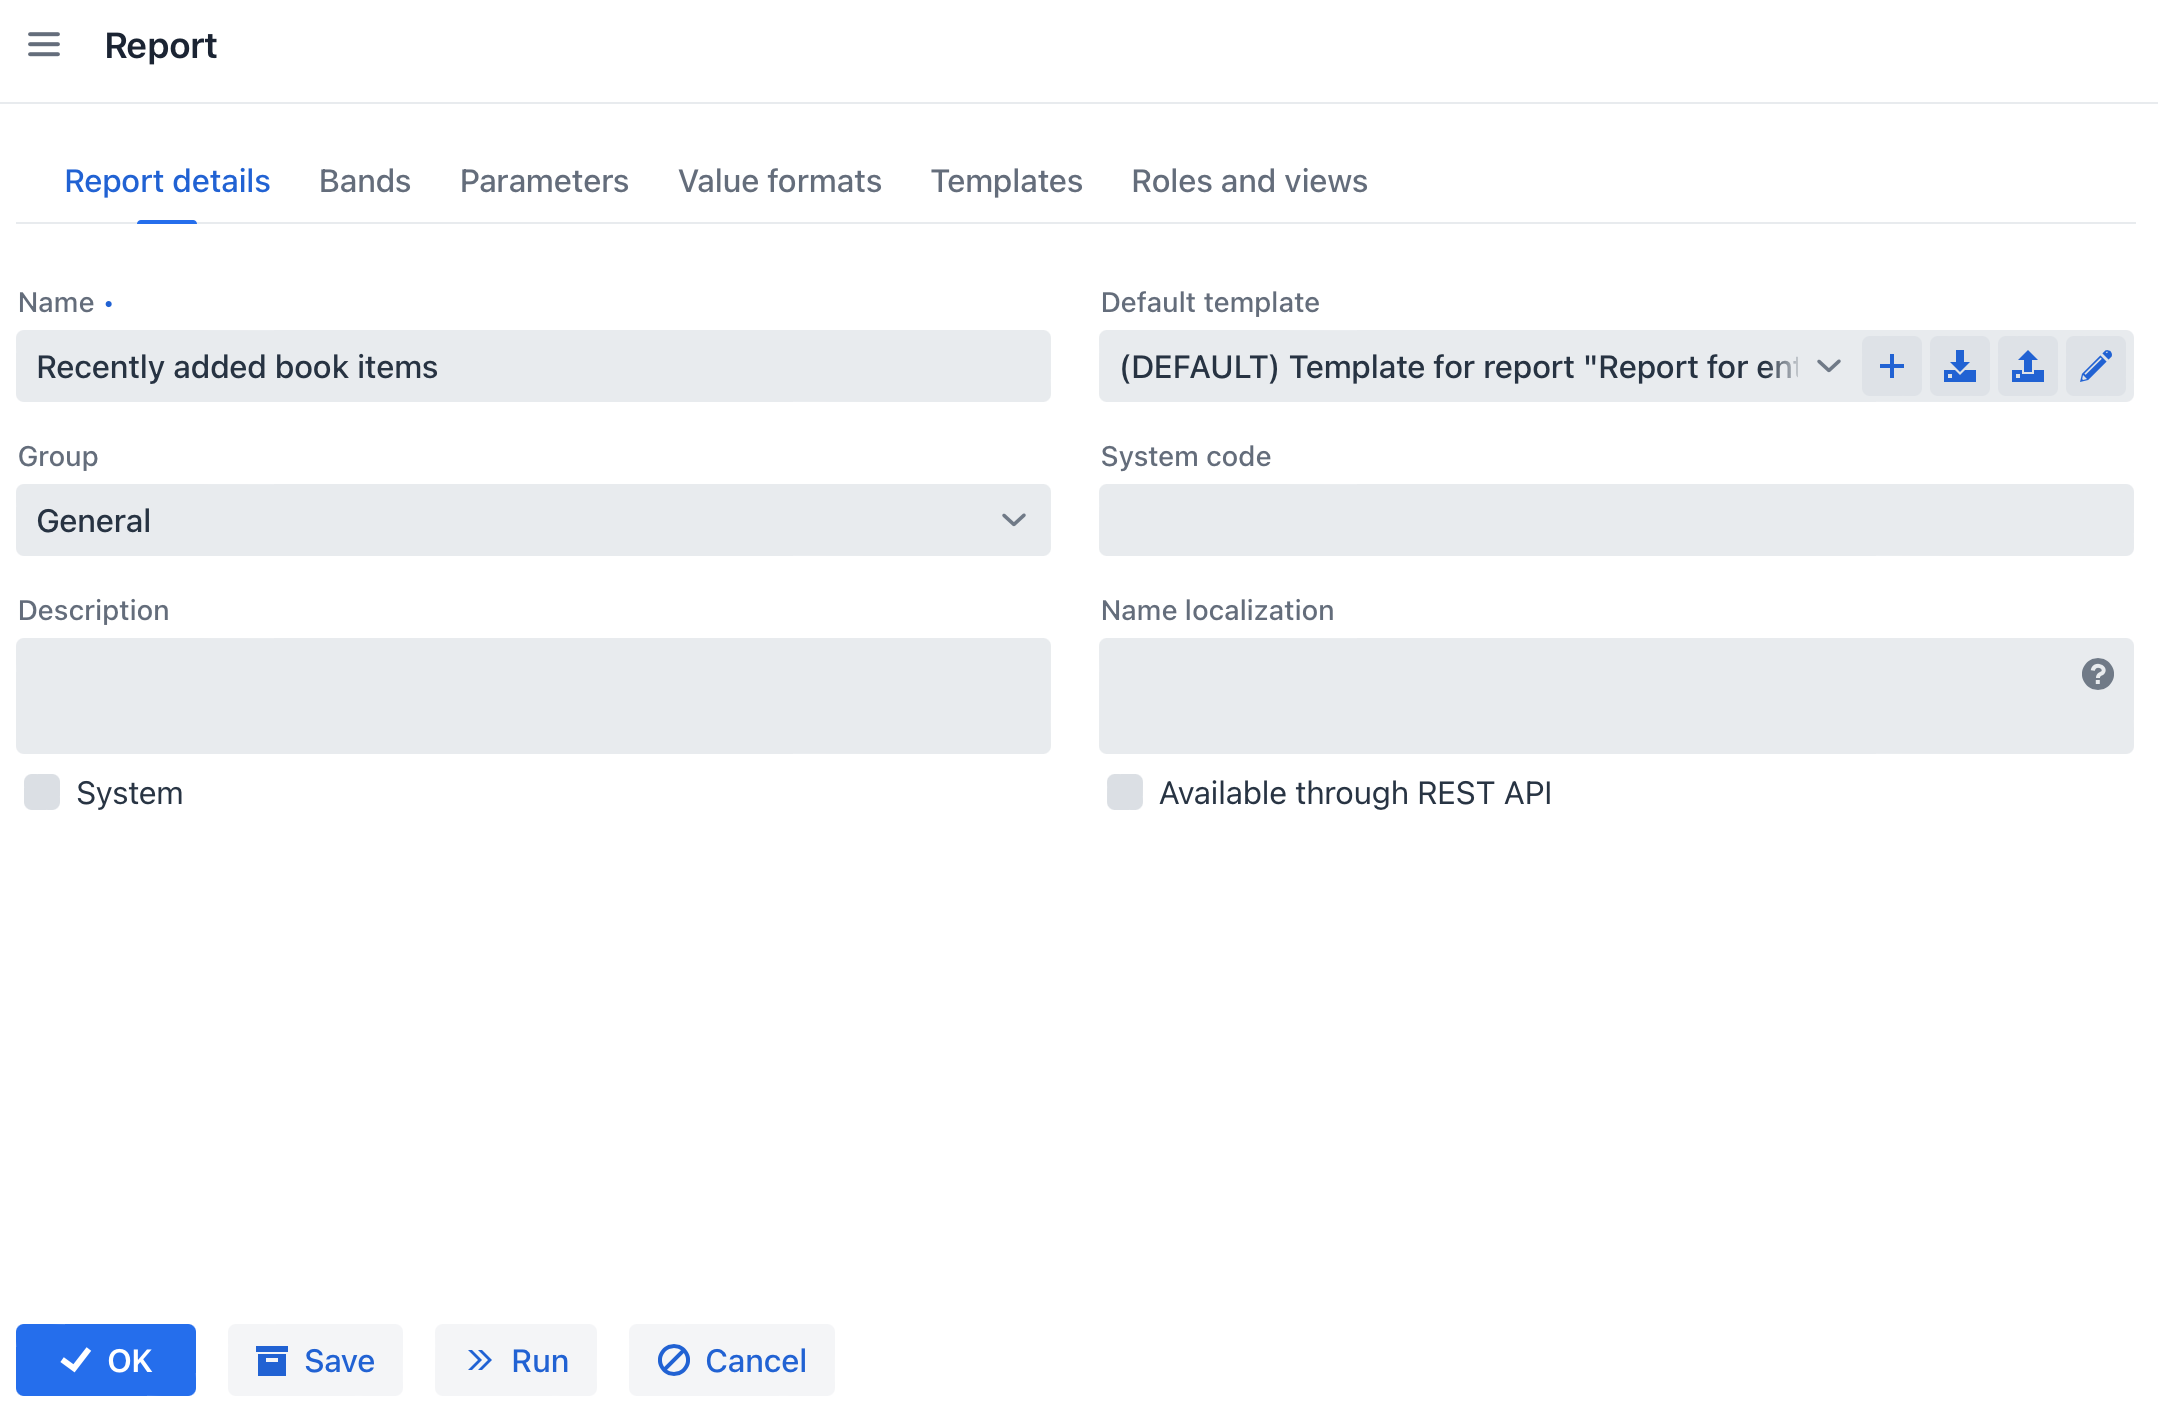 Report
Report details Bands Parameters Value formats Templates Roles and views
Name • Default template
Recently added book items (DEFAULT) Template for report "Report for ent
Group System code
General
Description Name localization
?
System Available through REST API
OK Save Run Cancel